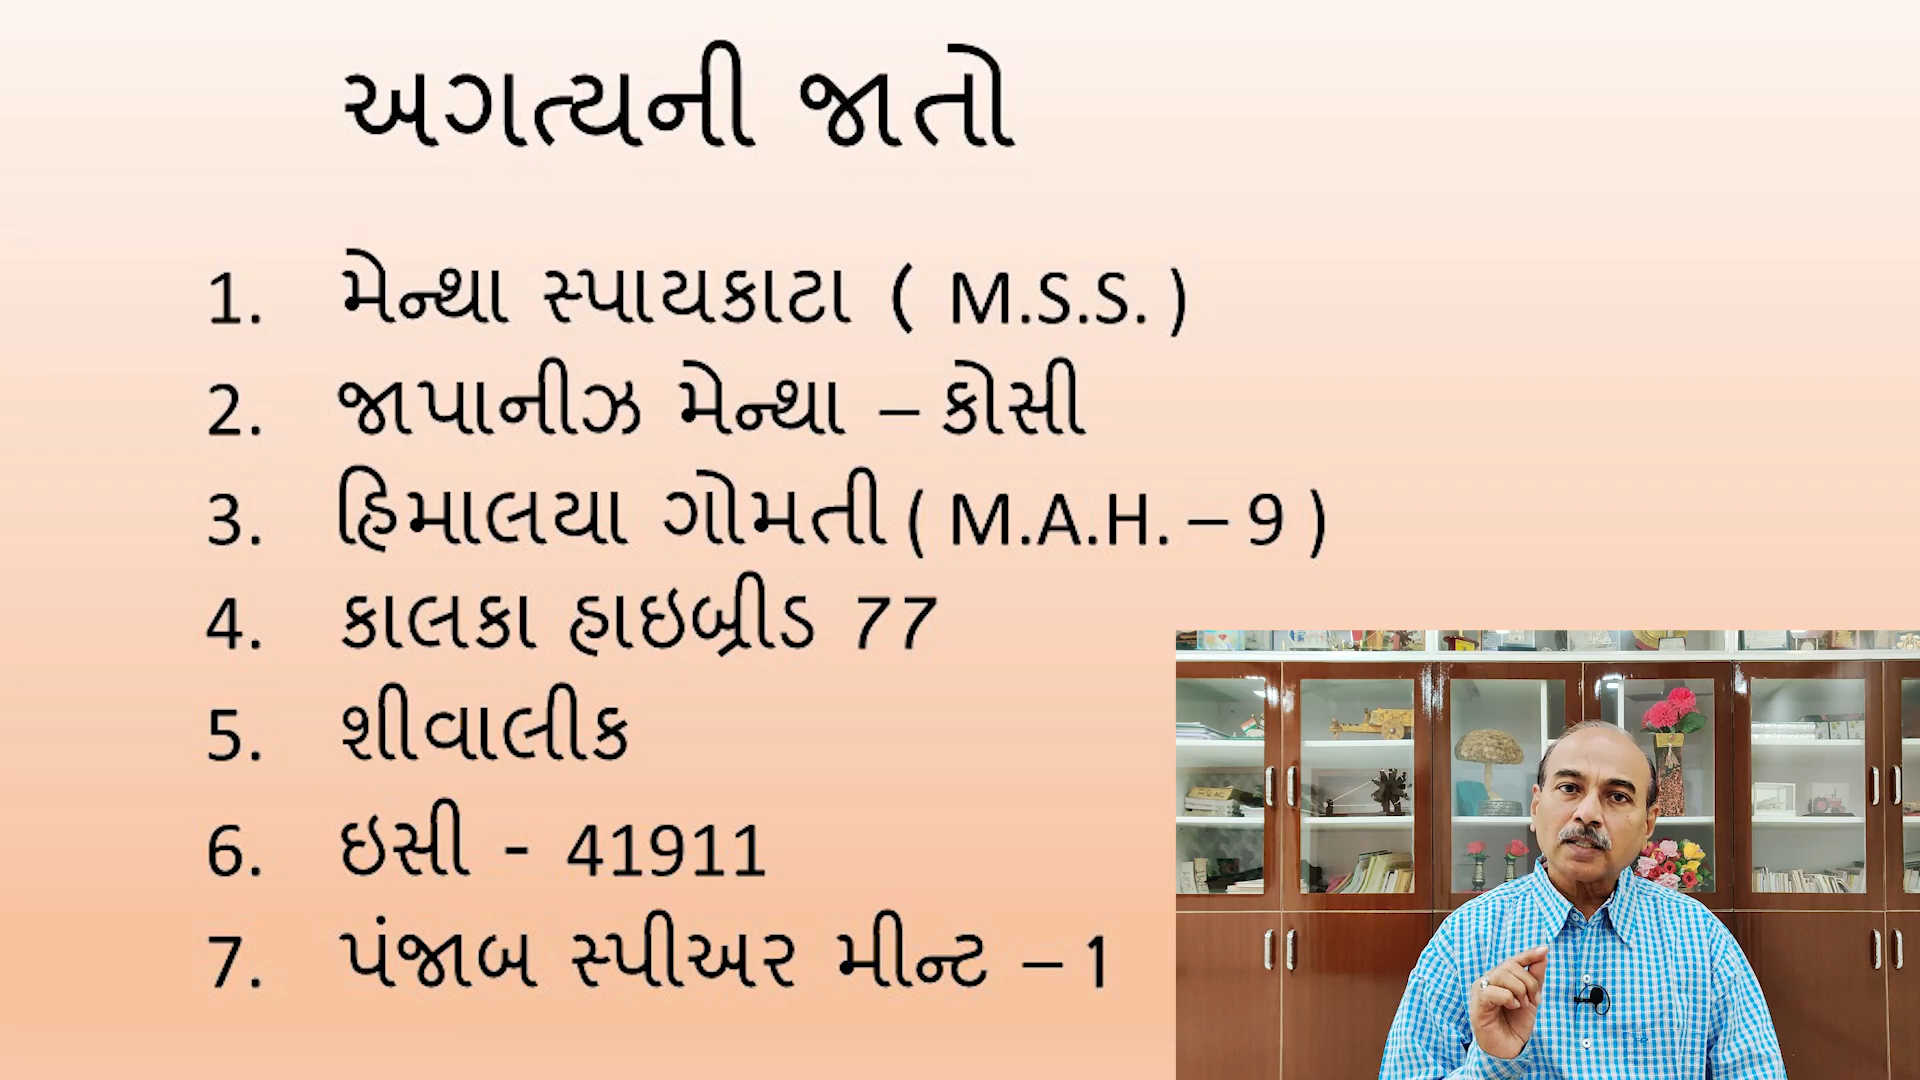 અગત્યની જાતો
1. મેન્થા સ્પાયકાટા ( M.S.S. )
2. જાપાનીઝ મેન્થા – કોસી
3. હિમાલયા ગોમતી ( M.A.H. – 9 )
4. કાલકા હાઇબ્રીડ 77
5. શીવાલીક
6. ઇસી - 41911
7. પંજાબ સ્પીઅર મીન્ટ – 1